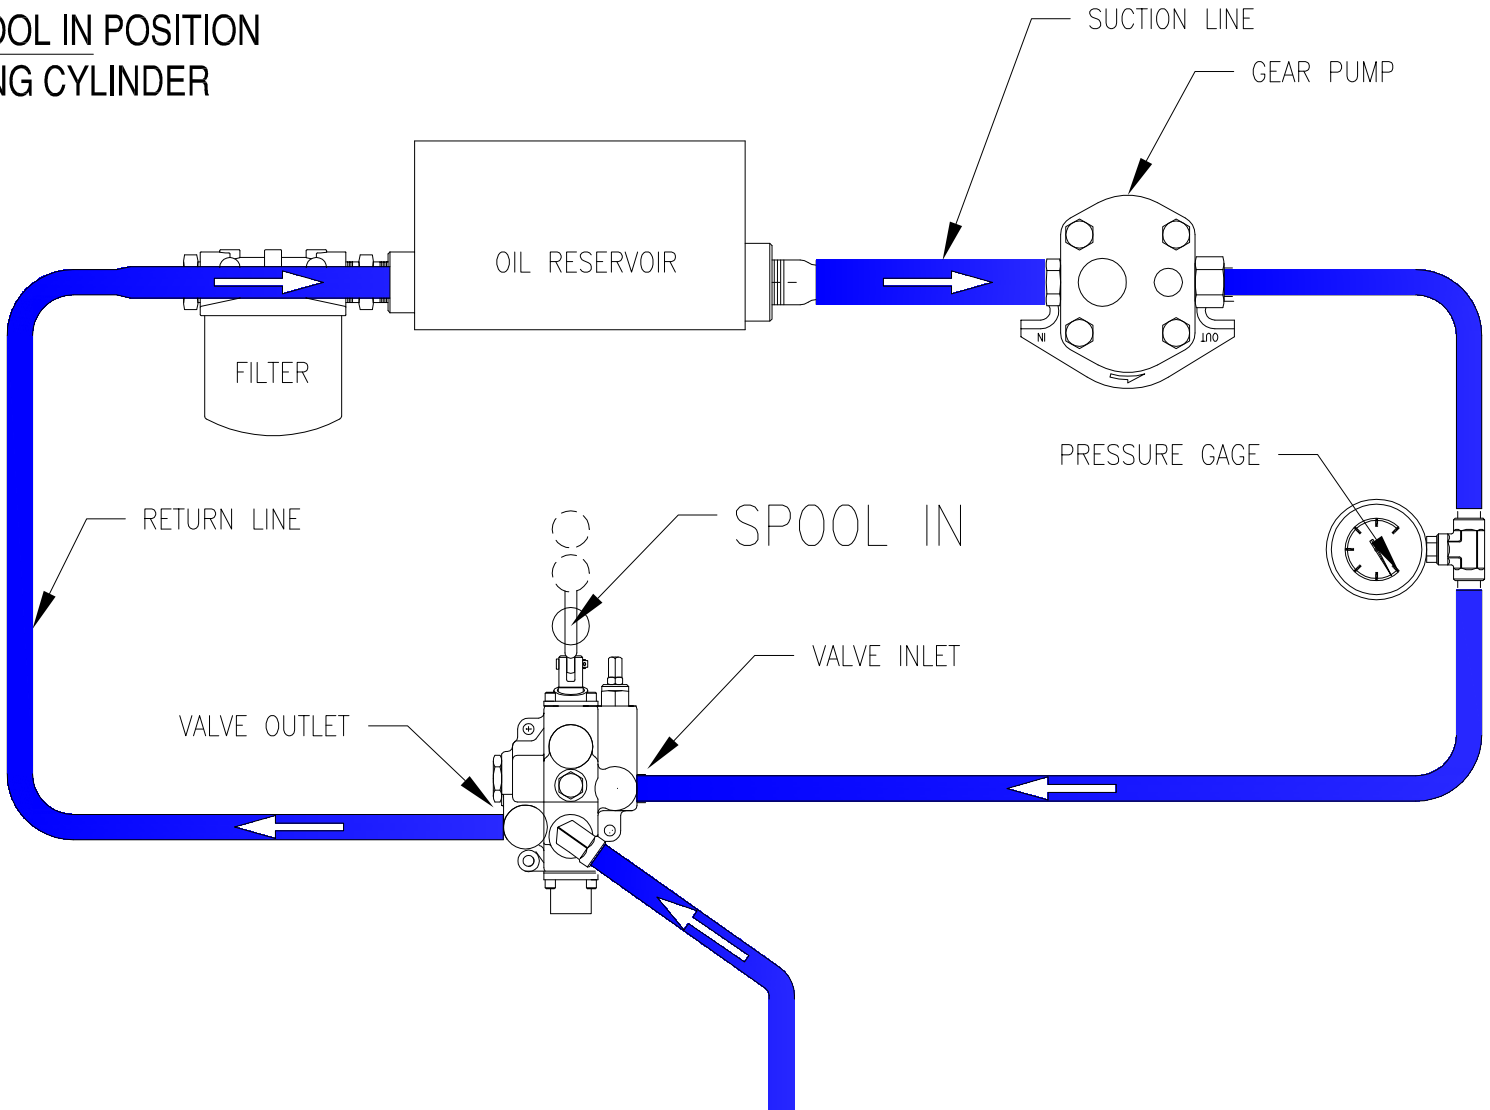 OOL IN POSITION
NG CYLINDER
SUCTION LINE
GEAR PUMP
OIL RESERVOIR
IN
OUT
FILTER
PRESSURE GAGE
RETURN LINE
SPOOL IN
VALVE INLET
VALVE OUTLET